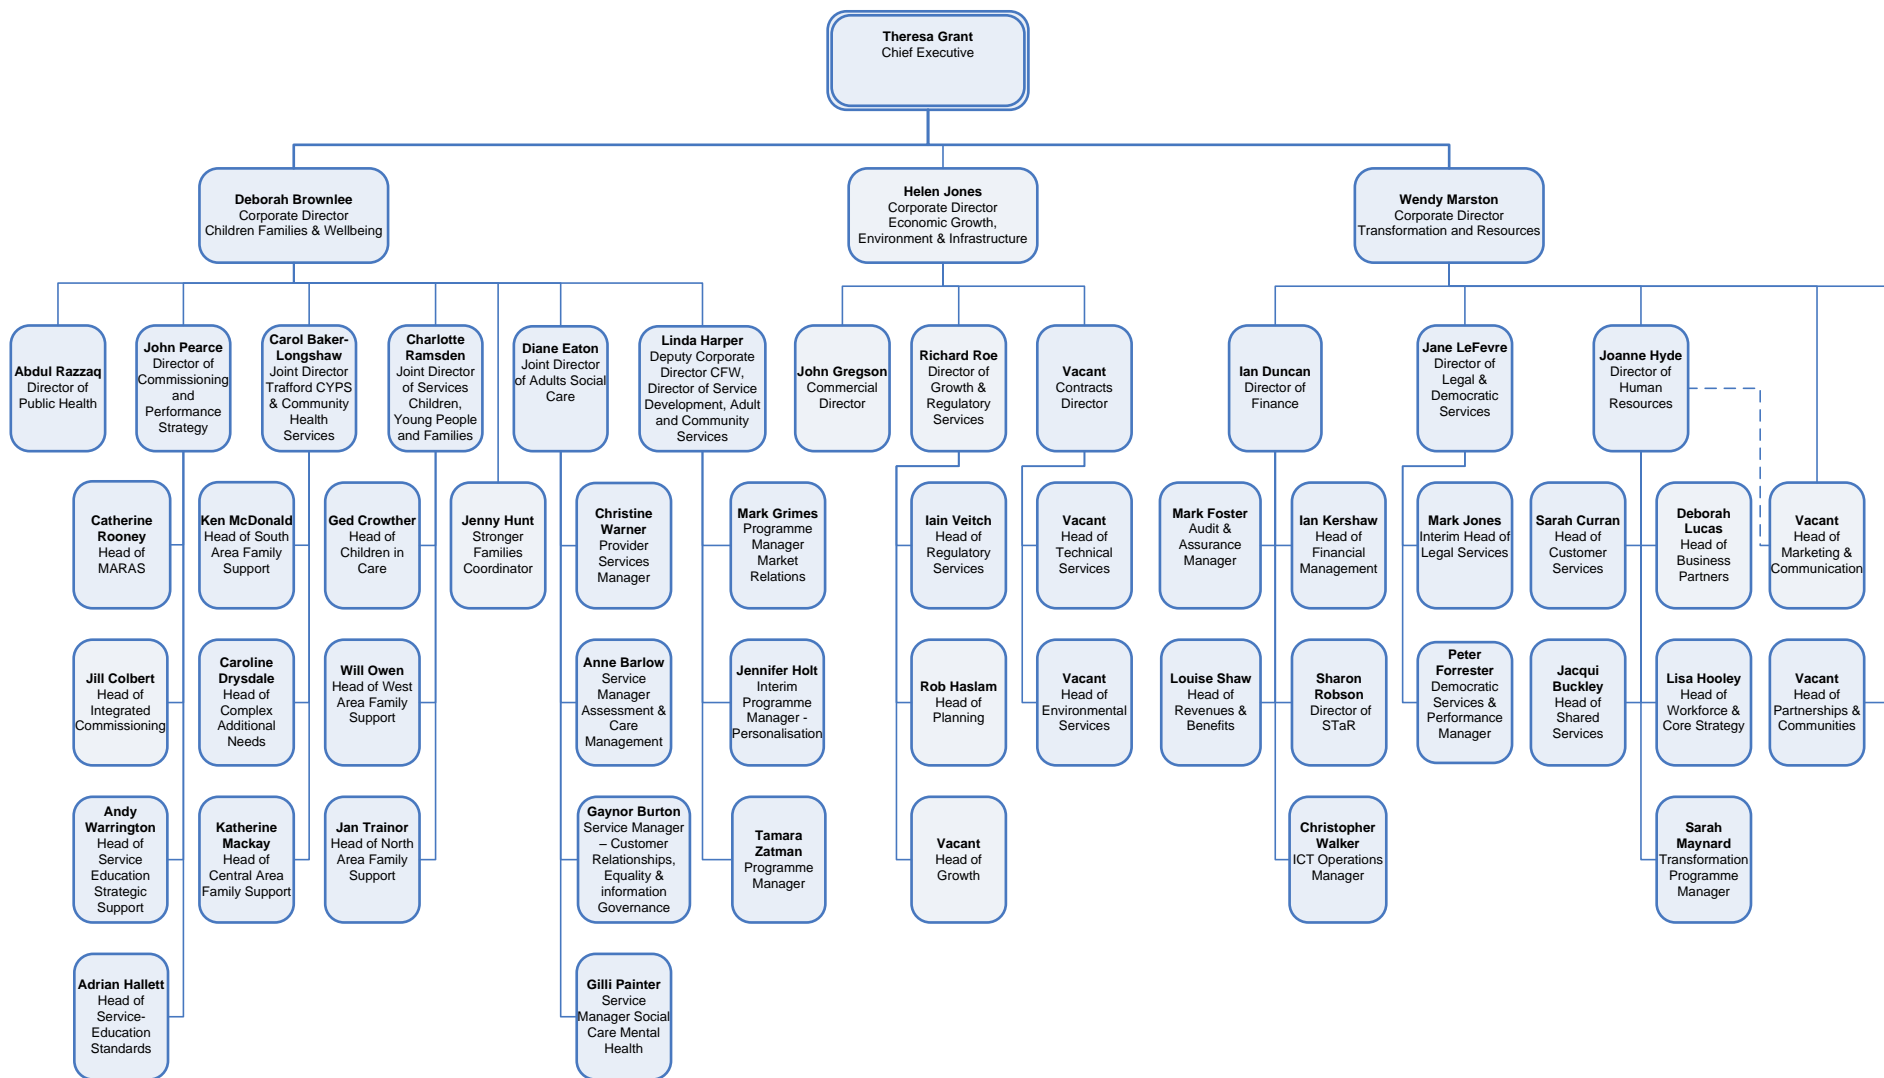 Theresa Grant
Chief Executive
Deborah Brownlee
Corporate Director
Children Families & Wellbeing
Helen Jones
Corporate Director
Economic Growth,
Environment & Infrastructure
Wendy Marston
Corporate Director
Transformation and Resources
Abdul Razzaq
Director of
Public Health
John Pearce
Director of
Commissioning
and
Performance
Strategy
Carol Baker-
Longshaw
Joint Director
Trafford CYPS
& Community
Health
Services
Charlotte
Ramsden
Joint Director
of Services
Children,
Young People
and Families
Diane Eaton
Joint Director
of Adults Social
Care
Linda Harper
Deputy Corporate
Director CFW,
Director of Service
Development, Adult
and Community
Services
John Gregson
Commercial
Director
Richard Roe
Director of
Growth &
Regulatory
Services
Vacant
Contracts
Director
Ian Duncan
Director of
Finance
Jane LeFevre
Director of
Legal &
Democratic
Services
Joanne Hyde
Director of
Human
Resources
Catherine
Rooney
Head of
MARAS
Ken McDonald
Head of South
Area Family
Support
Ged Crowther
Head of
Children in
Care
Jenny Hunt
Stronger
Families
Coordinator
Christine
Warner
Provider
Services
Manager
Mark Grimes
Programme
Manager
Market
Relations
Iain Veitch
Head of
Regulatory
Services
Vacant
Head of
Technical
Services
Mark Foster
Audit &
Assurance
Manager
Ian Kershaw
Head of
Financial
Management
Mark Jones
Interim Head of
Legal Services
Sarah Curran
Head of
Customer
Services
Deborah
Lucas
Head of
Business
Partners
Vacant
Head of
Marketing &
Communication
Jill Colbert
Head of
Integrated
Commissioning
Caroline
Drysdale
Head of
Complex
Additional
Needs
Will Owen
Head of West
Area Family
Support
Anne Barlow
Service
Manager
Assessment &
Care
Management
Jennifer Holt
Interim
Programme
Manager -
Personalisation
Rob Haslam
Head of
Planning
Vacant
Head of
Environmental
Services
Louise Shaw
Head of
Revenues &
Benefits
Sharon
Robson
Director of
STaR
Peter
Forrester
Democratic
Services &
Performance
Manager
Jacqui
Buckley
Head of
Shared
Services
Lisa Hooley
Head of
Workforce &
Core Strategy
Vacant
Head of
Partnerships &
Communities
Andy
Warrington
Head of
Service
Education
Strategic
Support
Katherine
Mackay
Head of
Central Area
Family Support
Jan Trainor
Head of North
Area Family
Support
Gaynor Burton
Service Manager
– Customer
Relationships,
Equality &
information
Governance
Tamara
Zatman
Programme
Manager
Vacant
Head of
Growth
Christopher
Walker
ICT Operations
Manager
Sarah
Maynard
Transformation
Programme
Manager
Adrian Hallett
Head of
Service-
Education
Standards
Gilli Painter
Service
Manager Social
Care Mental
Health